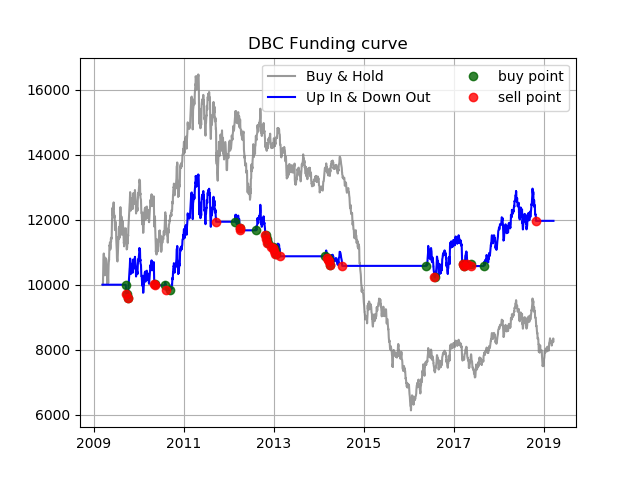 DBC Funding curve
Buy & Hold
Up In & Down Out
buy point
sell point
16000
14000
12000
10000
8000
6000
2009 2011 2013 2015 2017 2019